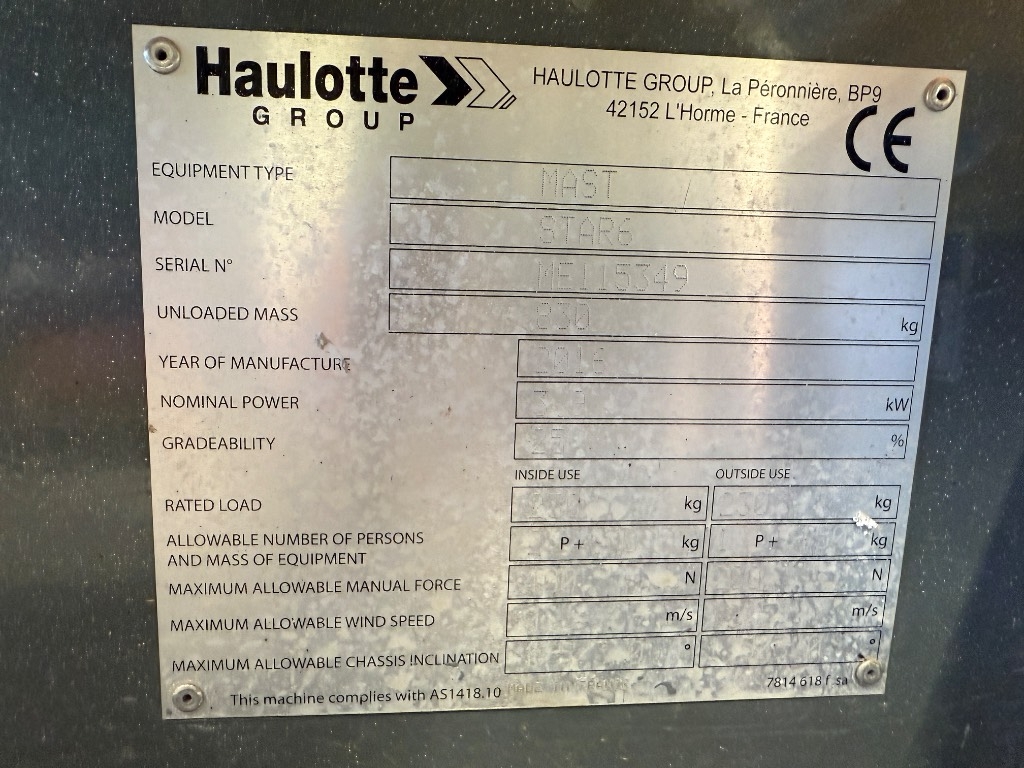 Haulotte
GROUP
HAULOTTE GROUP, La Péronnière, BP9
42152 L'Horme - France
CE
EQUIPMENT TYPE MAST
MODEL STAR6
SERIAL N° ME115349
UNLOADED MASS kg
YEAR OF MANUFACTURE 2016
NOMINAL POWER kW
GRADEABILITY %
INSIDE USE OUTSIDE USE
RATED LOAD kg kg
ALLOWABLE NUMBER OF PERSONS
AND MASS OF EQUIPMENT P + kg P + kg
MAXIMUM ALLOWABLE MANUAL FORCE N N
MAXIMUM ALLOWABLE WIND SPEED m/s m/s
MAXIMUM ALLOWABLE CHASSIS INCLINATION ° °
This machine complies with AS1418.10
7814 618 f .sa